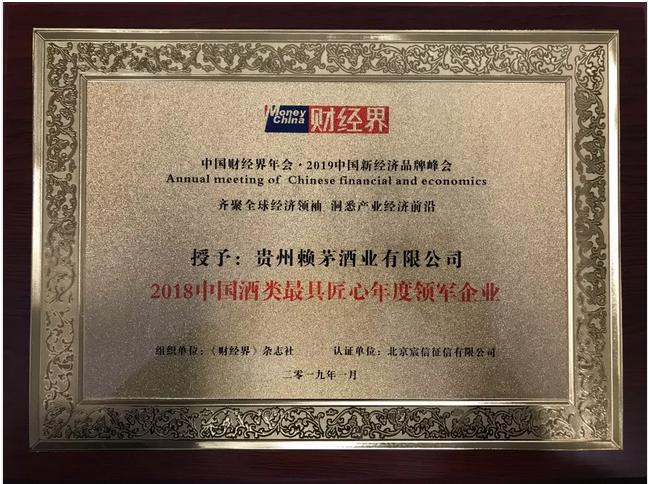 Money China 财经界
中国财经界年会·2019中国新经济品牌峰会
Annual meeting of Chinese financial and economics
齐聚全球经济领袖 洞悉产业经济前沿
授予：贵州赖茅酒业有限公司
2018中国酒类最具匠心年度领军企业
组织单位：《财经界》杂志社 认证单位：北京宸信征信有限公司
二零一九年一月